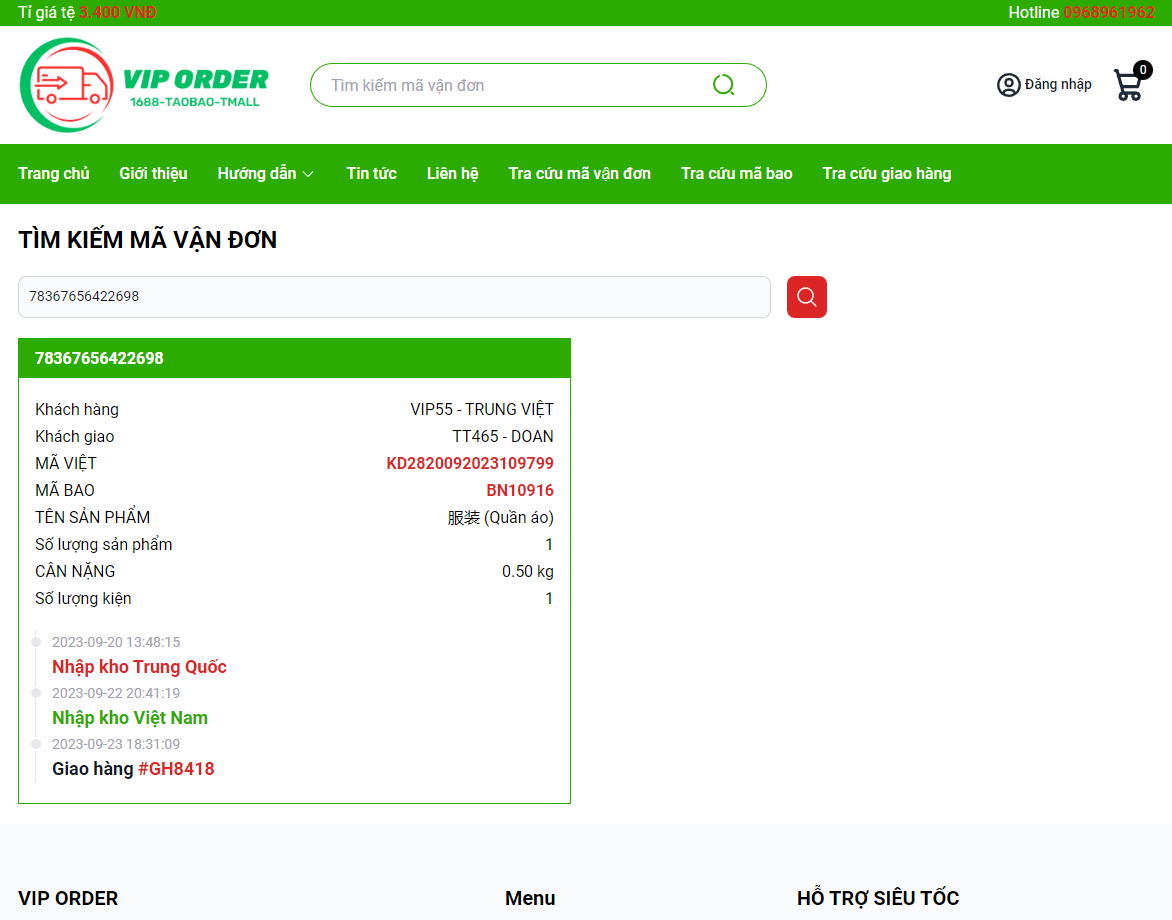 Tỉ giá tệ 3.400 VNĐ
Hotline 0968961962
VIP ORDER
1688-TAOBAO-TMALL
Tìm kiếm mã vận đơn
Đăng nhập
0
Trang chủ Giới thiệu Hướng dẫn Tin tức Liên hệ Tra cứu mã vận đơn Tra cứu mã bao Tra cứu giao hàng
TÌM KIẾM MÃ VẬN ĐƠN
78367656422698
78367656422698
Khách hàng VIP55 - TRUNG VIỆT
Khách giao TT465 - DOAN
MÃ VIỆT KD2820092023109799
MÃ BAO BN10916
TÊN SẢN PHẨM 服装 (Quần áo)
Số lượng sản phẩm 1
CÂN NẶNG 0.50 kg
Số lượng kiện 1
2023-09-20 13:48:15
Nhập kho Trung Quốc
2023-09-22 20:41:19
Nhập kho Việt Nam
2023-09-23 18:31:09
Giao hàng #GH8418
VIP ORDER Menu HỖ TRỢ SIÊU TỐC